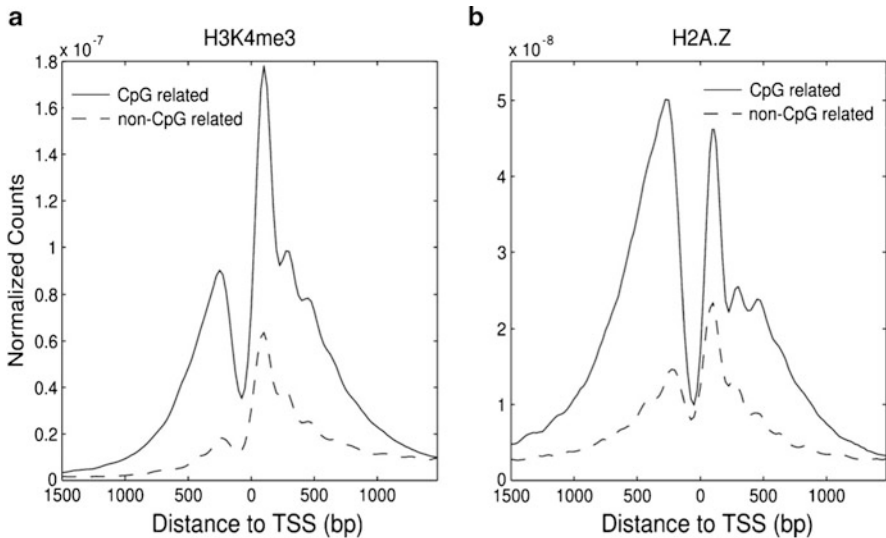 a
H3K4me3
x 10-7
1.8
1.6
1.4
1.2
1
0.8
0.6
0.4
0.2
0
CpG related
non-CpG related
Normalized Counts
1500 1000 500 0 500 1000
Distance to TSS (bp)
b
H2A.Z
x 10-8
5
4
3
2
1
0
CpG related
non-CpG related
1500 1000 500 0 500 1000
Distance to TSS (bp)